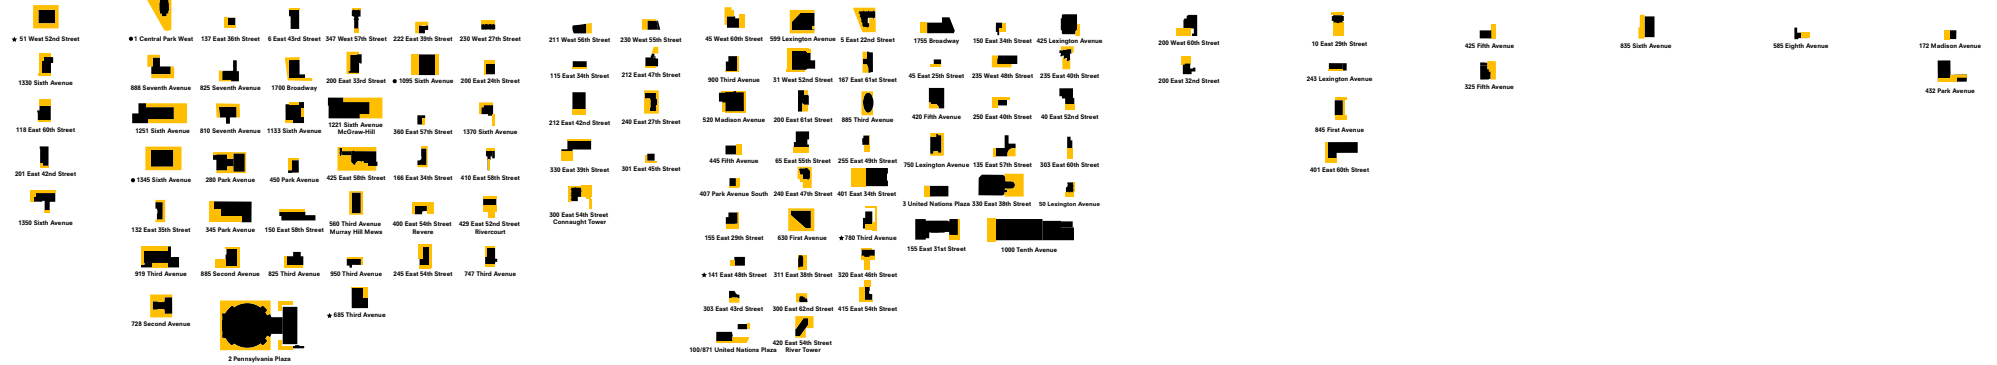 ★ 51 West 52nd Street
1330 Sixth Avenue
118 East 60th Street
201 East 42nd Street
1350 Sixth Avenue
● 1 Central Park West
137 East 36th Street
6 East 43rd Street
347 West 57th Street
222 East 39th Street
230 West 27th Street
888 Seventh Avenue
825 Seventh Avenue
1700 Broadway
200 East 33rd Street
● 1095 Sixth Avenue
200 East 24th Street
1251 Sixth Avenue
810 Seventh Avenue
1133 Sixth Avenue
1221 Sixth Avenue
McGraw-Hill
360 East 57th Street
1370 Sixth Avenue
● 1345 Sixth Avenue
280 Park Avenue
450 Park Avenue
425 East 58th Street
166 East 34th Street
410 East 58th Street
132 East 35th Street
345 Park Avenue
150 East 58th Street
560 Third Avenue
Murray Hill Mews
400 East 54th Street
Revere
429 East 52nd Street
Rivercourt
919 Third Avenue
885 Second Avenue
825 Third Avenue
950 Third Avenue
245 East 54th Street
747 Third Avenue
728 Second Avenue
2 Pennsylvania Plaza
★ 685 Third Avenue
211 West 56th Street
230 West 55th Street
115 East 34th Street
212 East 47th Street
212 East 42nd Street
240 East 27th Street
330 East 39th Street
301 East 45th Street
300 East 54th Street
Connaught Tower
45 West 60th Street
599 Lexington Avenue
5 East 22nd Street
1755 Broadway
150 East 34th Street
425 Lexington Avenue
900 Third Avenue
31 West 52nd Street
167 East 61st Street
45 East 25th Street
235 West 48th Street
235 East 40th Street
520 Madison Avenue
200 East 61st Street
885 Third Avenue
420 Fifth Avenue
250 East 40th Street
40 East 52nd Street
445 Fifth Avenue
65 East 55th Street
255 East 49th Street
750 Lexington Avenue
135 East 57th Street
303 East 60th Street
407 Park Avenue South
240 East 47th Street
401 East 34th Street
3 United Nations Plaza
330 East 38th Street
50 Lexington Avenue
155 East 29th Street
630 First Avenue
★ 780 Third Avenue
155 East 31st Street
1000 Tenth Avenue
★ 141 East 48th Street
311 East 38th Street
320 East 46th Street
303 East 43rd Street
300 East 62nd Street
415 East 54th Street
100/871 United Nations Plaza
420 East 54th Street
River Tower
200 West 60th Street
200 East 32nd Street
10 East 29th Street
243 Lexington Avenue
845 First Avenue
401 East 60th Street
425 Fifth Avenue
325 Fifth Avenue
835 Sixth Avenue
585 Eighth Avenue
172 Madison Avenue
432 Park Avenue